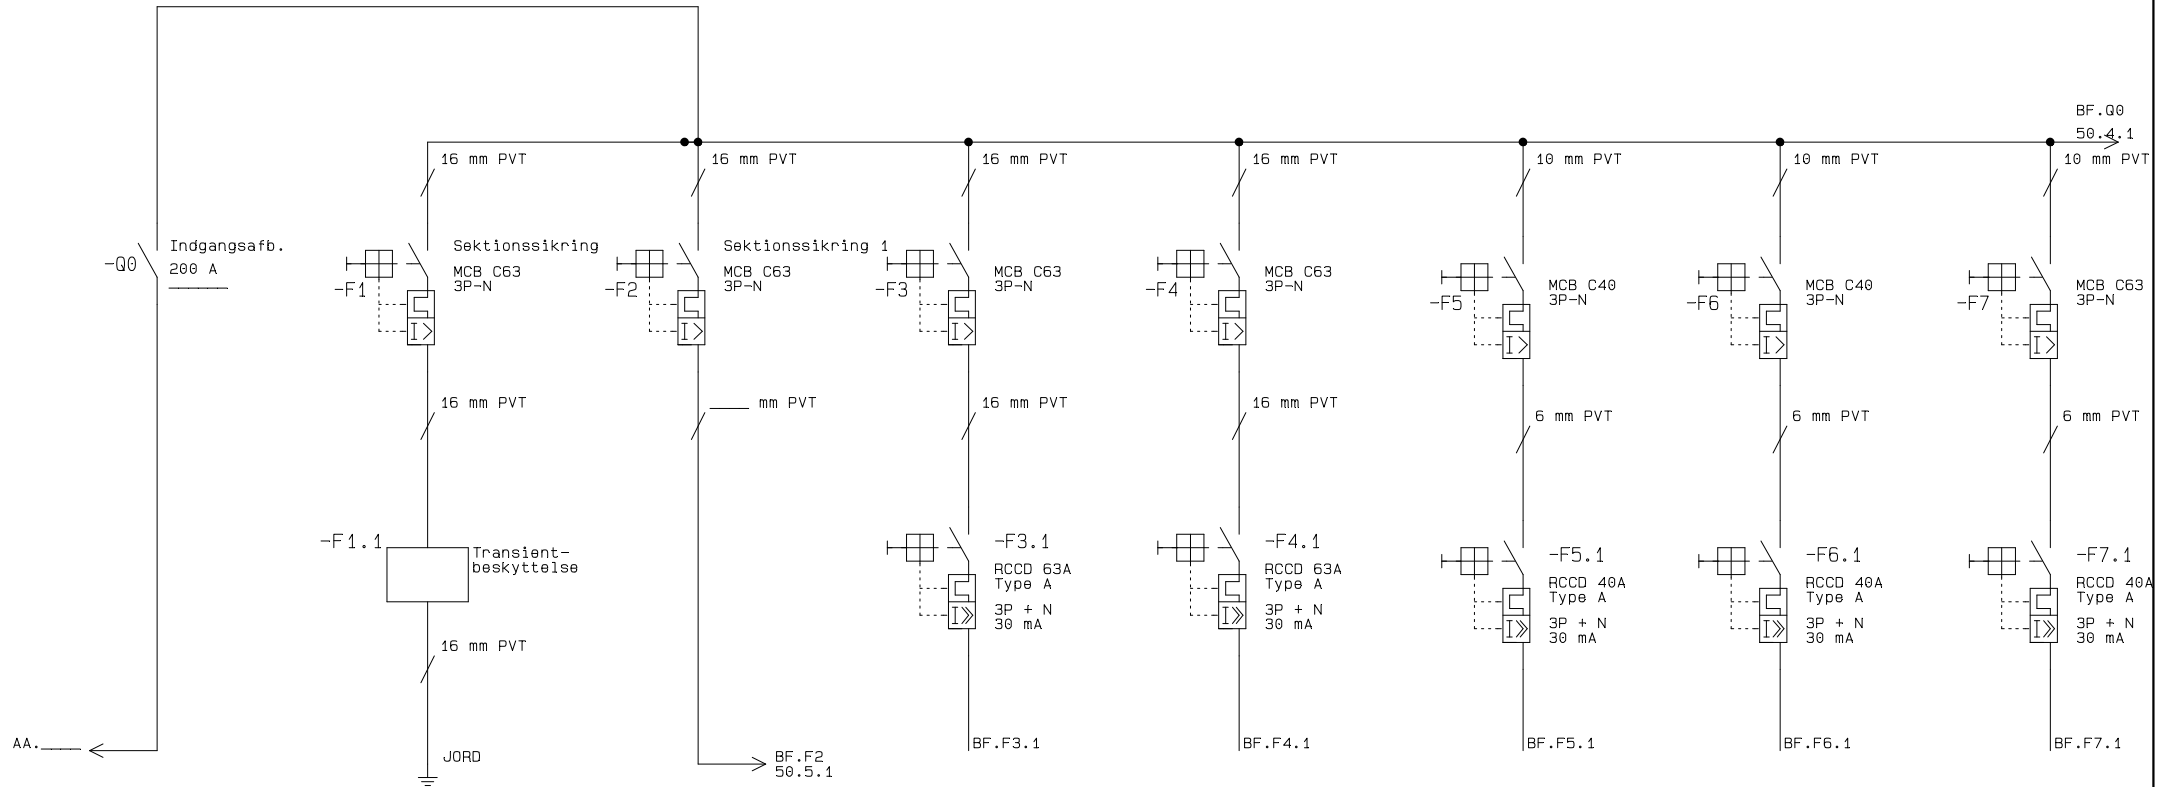 BF.Q0
50.4.1
16 mm PVT
16 mm PVT
16 mm PVT
16 mm PVT
10 mm PVT
10 mm PVT
10 mm PVT
-Q0
Indgangsafb.
200 A
-F1
Sektionssikring
MCB C63
3P-N
-F2
Sektionssikring 1
MCB C63
3P-N
-F3
MCB C63
3P-N
-F4
MCB C63
3P-N
-F5
MCB C40
3P-N
-F6
MCB C40
3P-N
-F7
MCB C63
3P-N
I>
I>
I>
I>
I>
I>
I>
16 mm PVT
____ mm PVT
16 mm PVT
16 mm PVT
6 mm PVT
6 mm PVT
6 mm PVT
-F1.1
Transient-
beskyttelse
-F3.1
RCCD 63A
Type A
3P + N
30 mA
-F4.1
RCCD 63A
Type A
3P + N
30 mA
-F5.1
RCCD 40A
Type A
3P + N
30 mA
-F6.1
RCCD 40A
Type A
3P + N
30 mA
-F7.1
RCCD 40A
Type A
3P + N
30 mA
I≫
I≫
I≫
I≫
I≫
16 mm PVT
AA.____
JORD
BF.F2
50.5.1
BF.F3.1
BF.F4.1
BF.F5.1
BF.F6.1
BF.F7.1